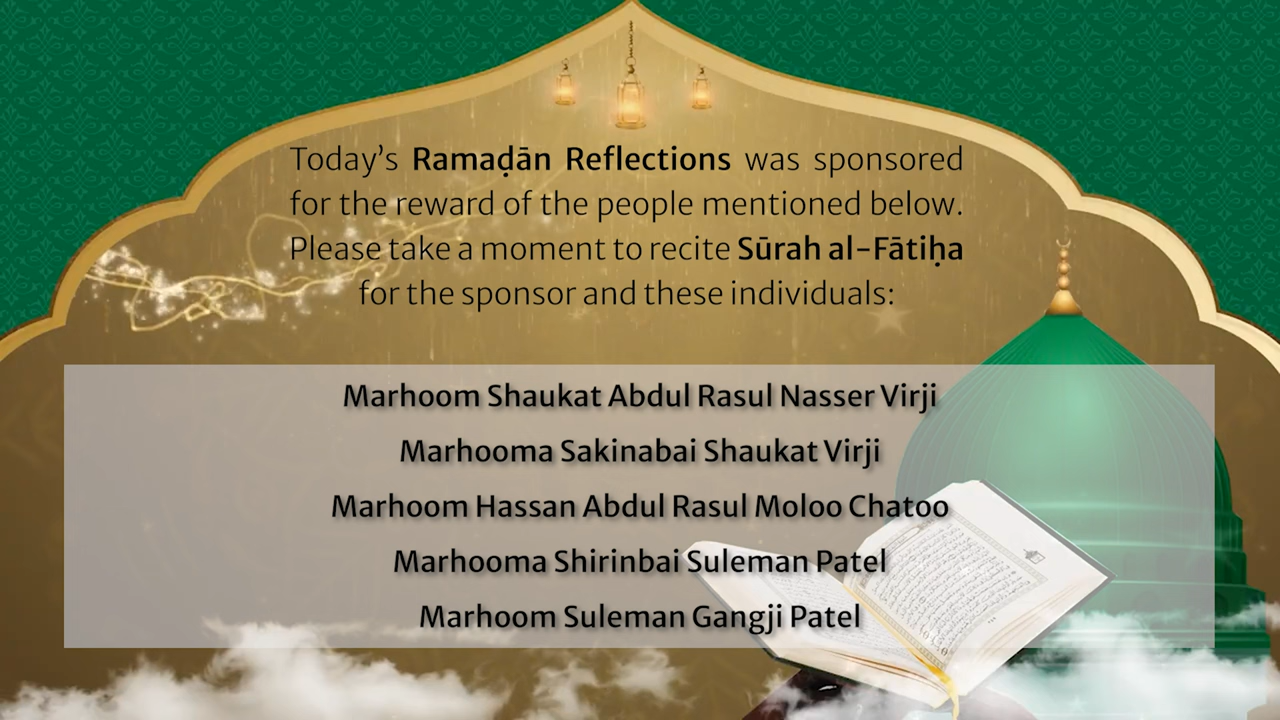 Today’s Ramaḍān Reflections was sponsored
for the reward of the people mentioned below.
Please take a moment to recite Sūrah al-Fātiḥa
for the sponsor and these individuals:
Marhoom Shaukat Abdul Rasul Nasser Virji
Marhooma Sakinabai Shaukat Virji
Marhoom Hassan Abdul Rasul Moloo Chatoo
Marhooma Shirinbai Suleman Patel
Marhoom Suleman Gangji Patel